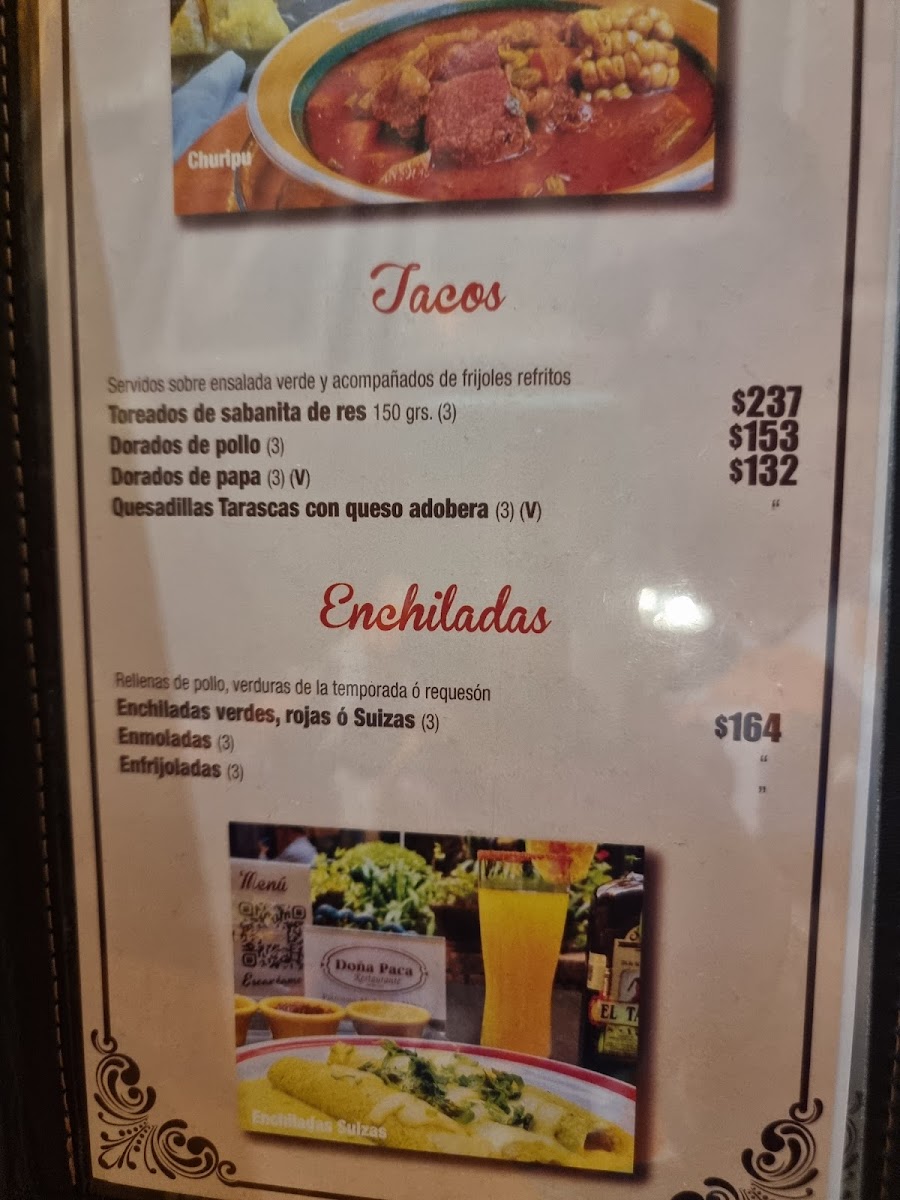 Churipu
Tacos
Servidos sobre ensalada verde y acompañados de frijoles refritos
Toreados de sabanita de res 150 grs. (3) $237
Dorados de pollo (3) $153
Dorados de papa (3) (V) $132
Quesadillas Tarascas con queso adobera (3) (V) “
Enchiladas
Rellenas de pollo, verduras de la temporada ó requesón
Enchiladas verdes, rojas ó Suizas (3) $164
Enmoladas (3) “
Enfrijoladas (3) ”
Menú
Escanéame
Doña Paca
Restaurante
EL
Enchiladas Suizas